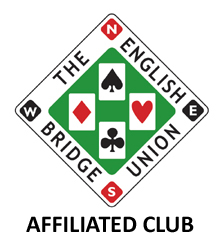 N
THE ENGLISH
W E
BRIDGE UNION
S
AFFILIATED CLUB